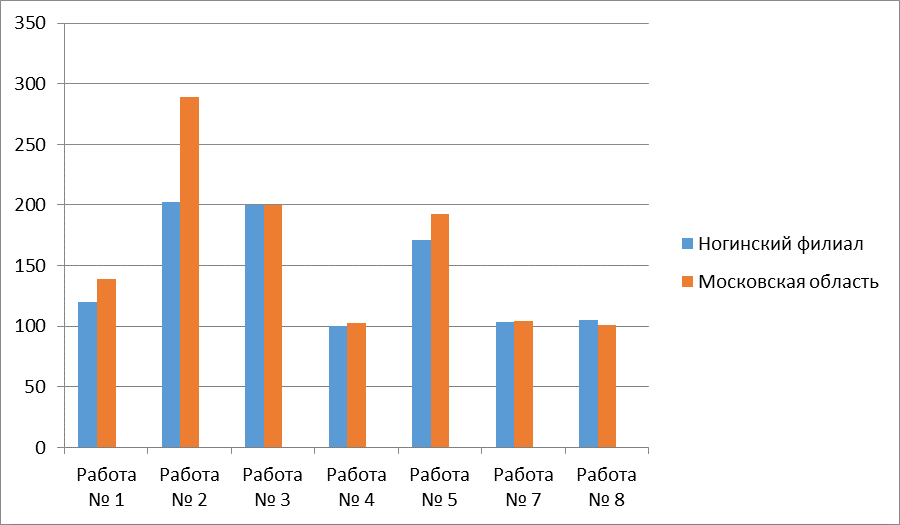 350
300
250
200
150
100
50
0
Работа
№ 1
Работа
№ 2
Работа
№ 3
Работа
№ 4
Работа
№ 5
Работа
№ 7
Работа
№ 8
Ногинский филиал
Московская область